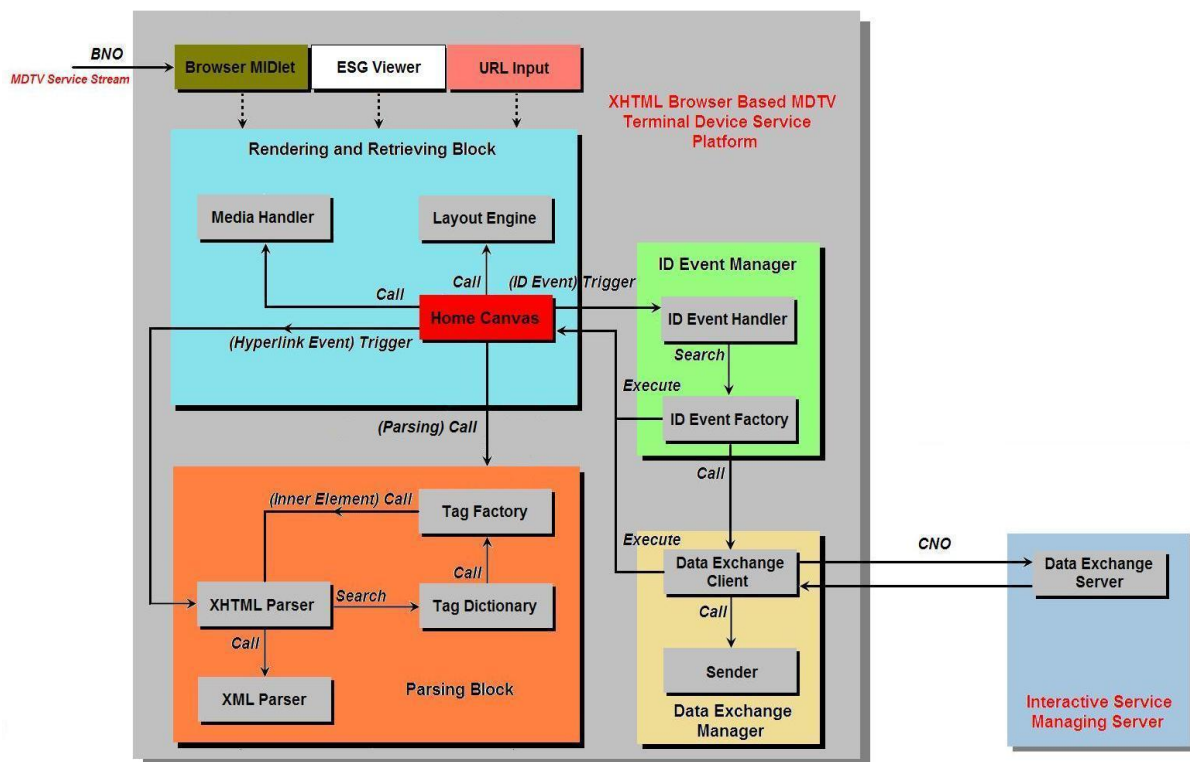 BNO
MDTV Service Stream
Browser MIDlet
ESG Viewer
URL Input
XHTML Browser Based MDTV
Terminal Device Service
Platform
Rendering and Retrieving Block
Media Handler
Layout Engine
Call
Call
(ID Event) Trigger
Home Canvas
(Hyperlink Event) Trigger
ID Event Manager
ID Event Handler
Search
Execute
ID Event Factory
Call
(Parsing) Call
(Inner Element) Call
Tag Factory
Call
XHTML Parser
Search
Tag Dictionary
Call
XML Parser
Parsing Block
Execute
Data Exchange
Client
Call
Sender
Data Exchange
Manager
CNO
Data Exchange
Server
Interactive Service
Managing Server